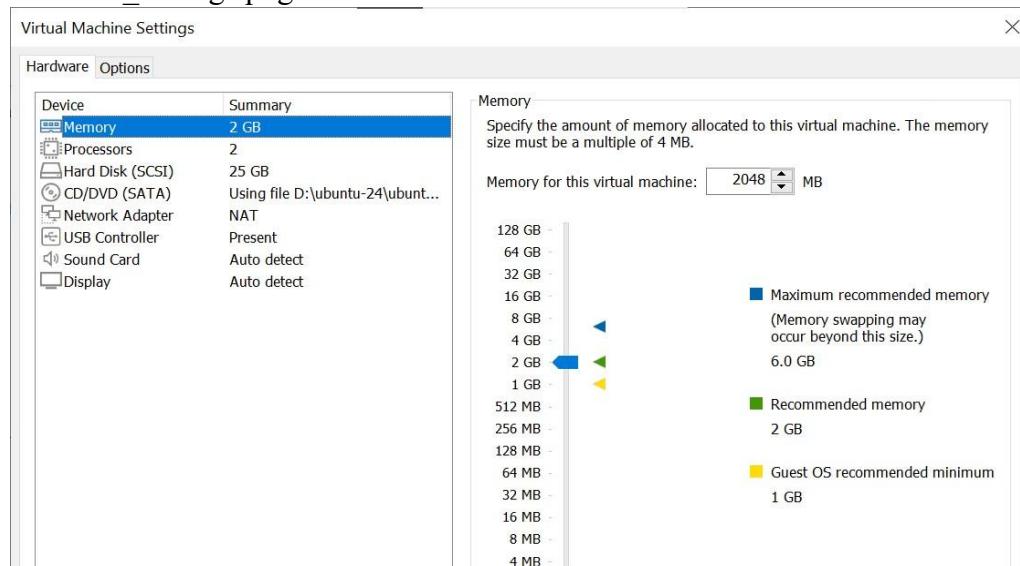 Virtual Machine Settings
Hardware Options
Device Summary
Memory 2 GB
Processors 2
Hard Disk (SCSI) 25 GB
CD/DVD (SATA) Using file D:\ubuntu-24\ubunt...
Network Adapter NAT
USB Controller Present
Sound Card Auto detect
Display Auto detect
Memory
Specify the amount of memory allocated to this virtual machine. The memory
size must be a multiple of 4 MB.
Memory for this virtual machine: 2048 MB
128 GB
64 GB
32 GB
16 GB
8 GB
4 GB
2 GB
1 GB
512 MB
256 MB
128 MB
64 MB
32 MB
16 MB
8 MB
4 MB
Maximum recommended memory
(Memory swapping may
occur beyond this size.)
6.0 GB
Recommended memory
2 GB
Guest OS recommended minimum
1 GB